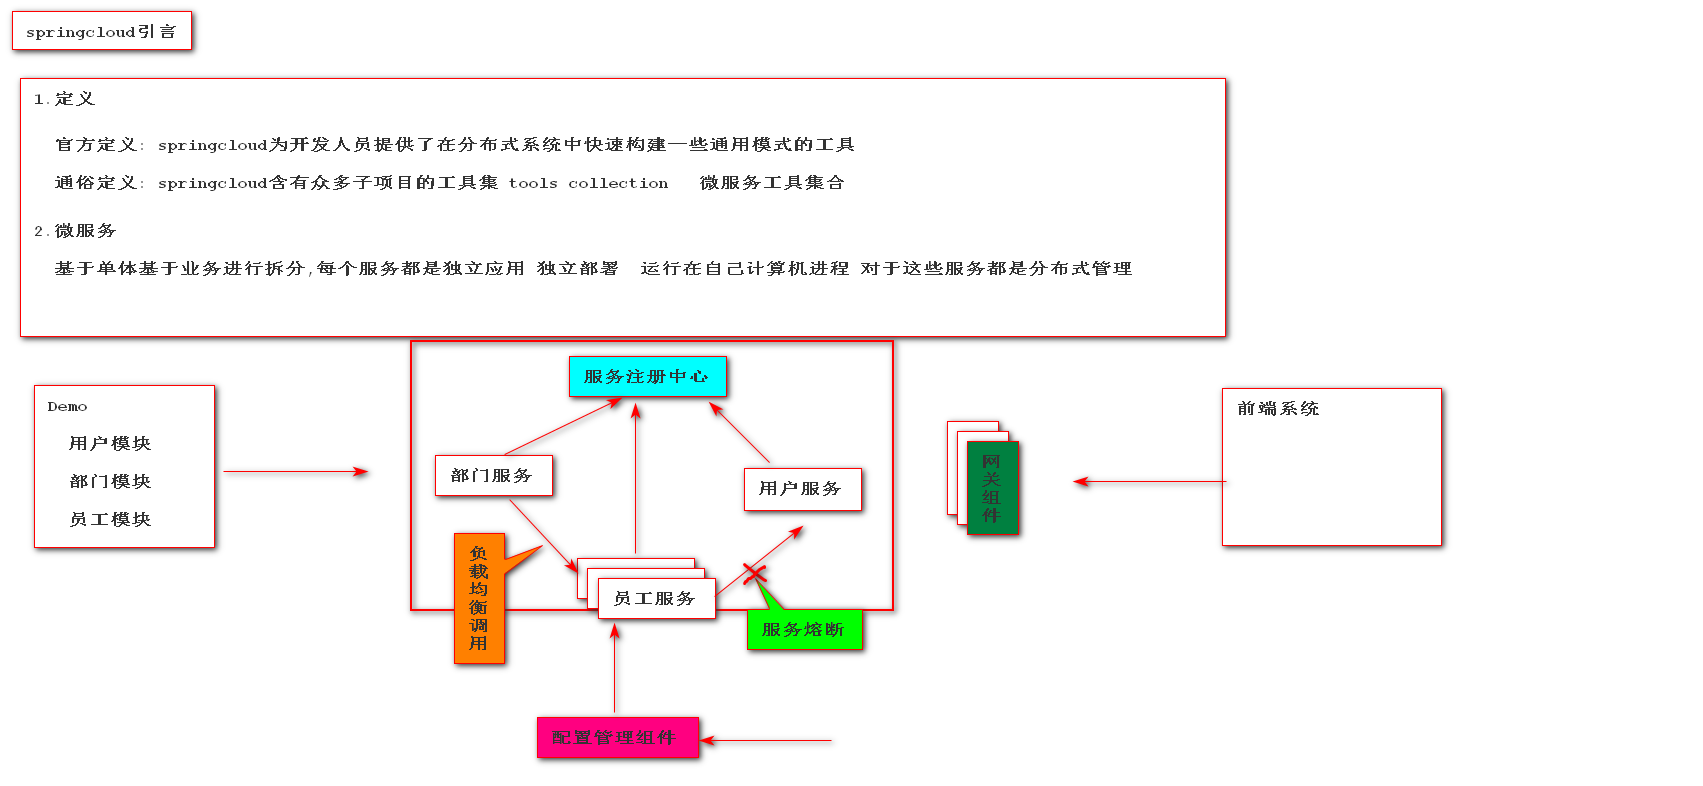 springcloud引言
1.定义
官方定义: springcloud为开发人员提供了在分布式系统中快速构建一些通用模式的工具
通俗定义: springcloud含有众多子项目的工具集 tools collection 微服务工具集合
2.微服务
基于单体基于业务进行拆分,每个服务都是独立应用 独立部署 运行在自己计算机进程 对于这些服务都是分布式管理
服务注册中心
Demo
用户模块
部门模块
员工模块
部门服务
用户服务
网关组件
前端系统
负载均衡调用
员工服务
服务熔断
配置管理组件